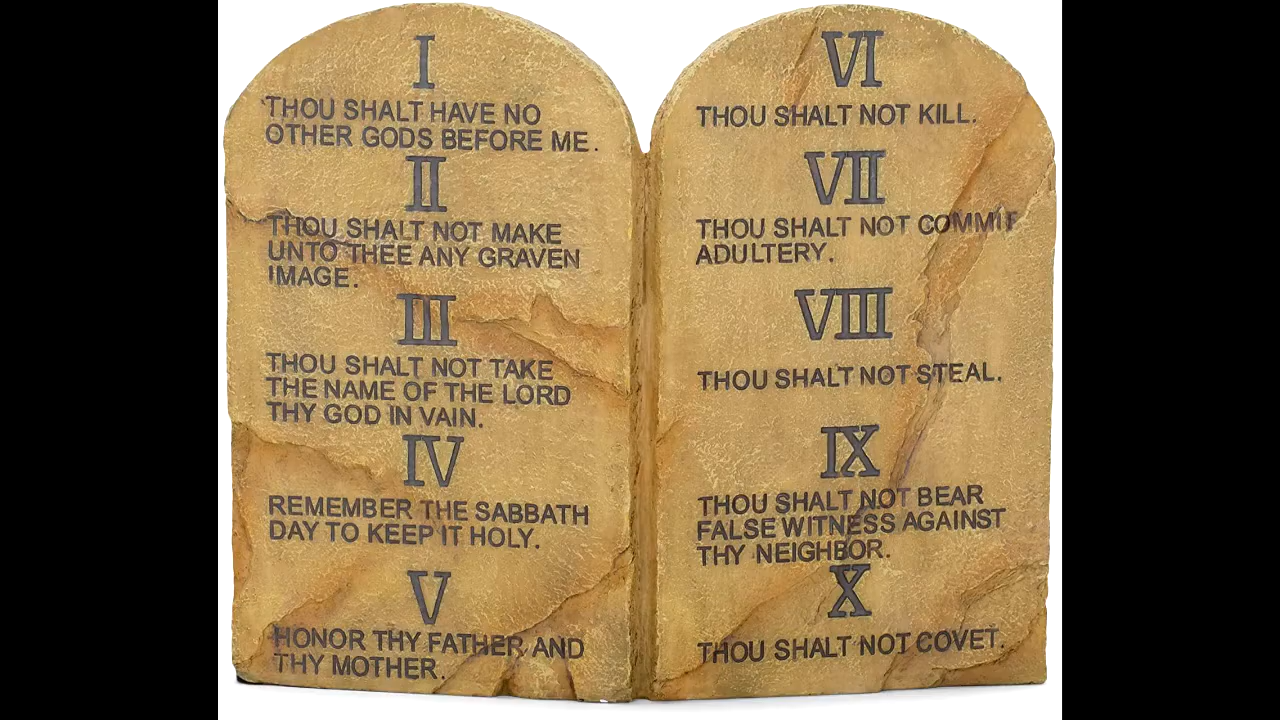 I
THOU SHALT HAVE NO
OTHER GODS BEFORE ME.
II
THOU SHALT NOT MAKE
UNTO THEE ANY GRAVEN
IMAGE.
III
THOU SHALT NOT TAKE
THE NAME OF THE LORD
THY GOD IN VAIN.
IV
REMEMBER THE SABBATH
DAY TO KEEP IT HOLY.
V
HONOR THY FATHER AND
THY MOTHER.
VI
THOU SHALT NOT KILL.
VII
THOU SHALT NOT COMMIT
ADULTERY.
VIII
THOU SHALT NOT STEAL.
IX
THOU SHALT NOT BEAR
FALSE WITNESS AGAINST
THY NEIGHBOR.
X
THOU SHALT NOT COVET.